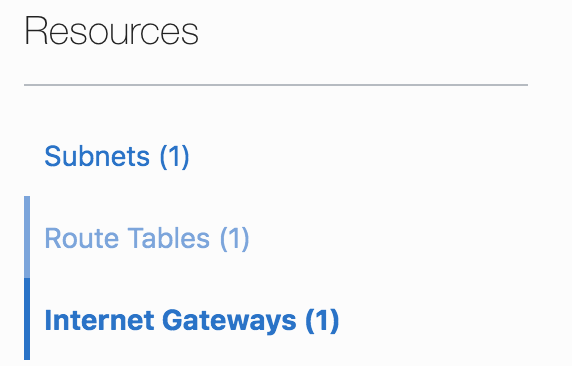 Resources
Subnets (1)
Route Tables (1)
Internet Gateways (1)